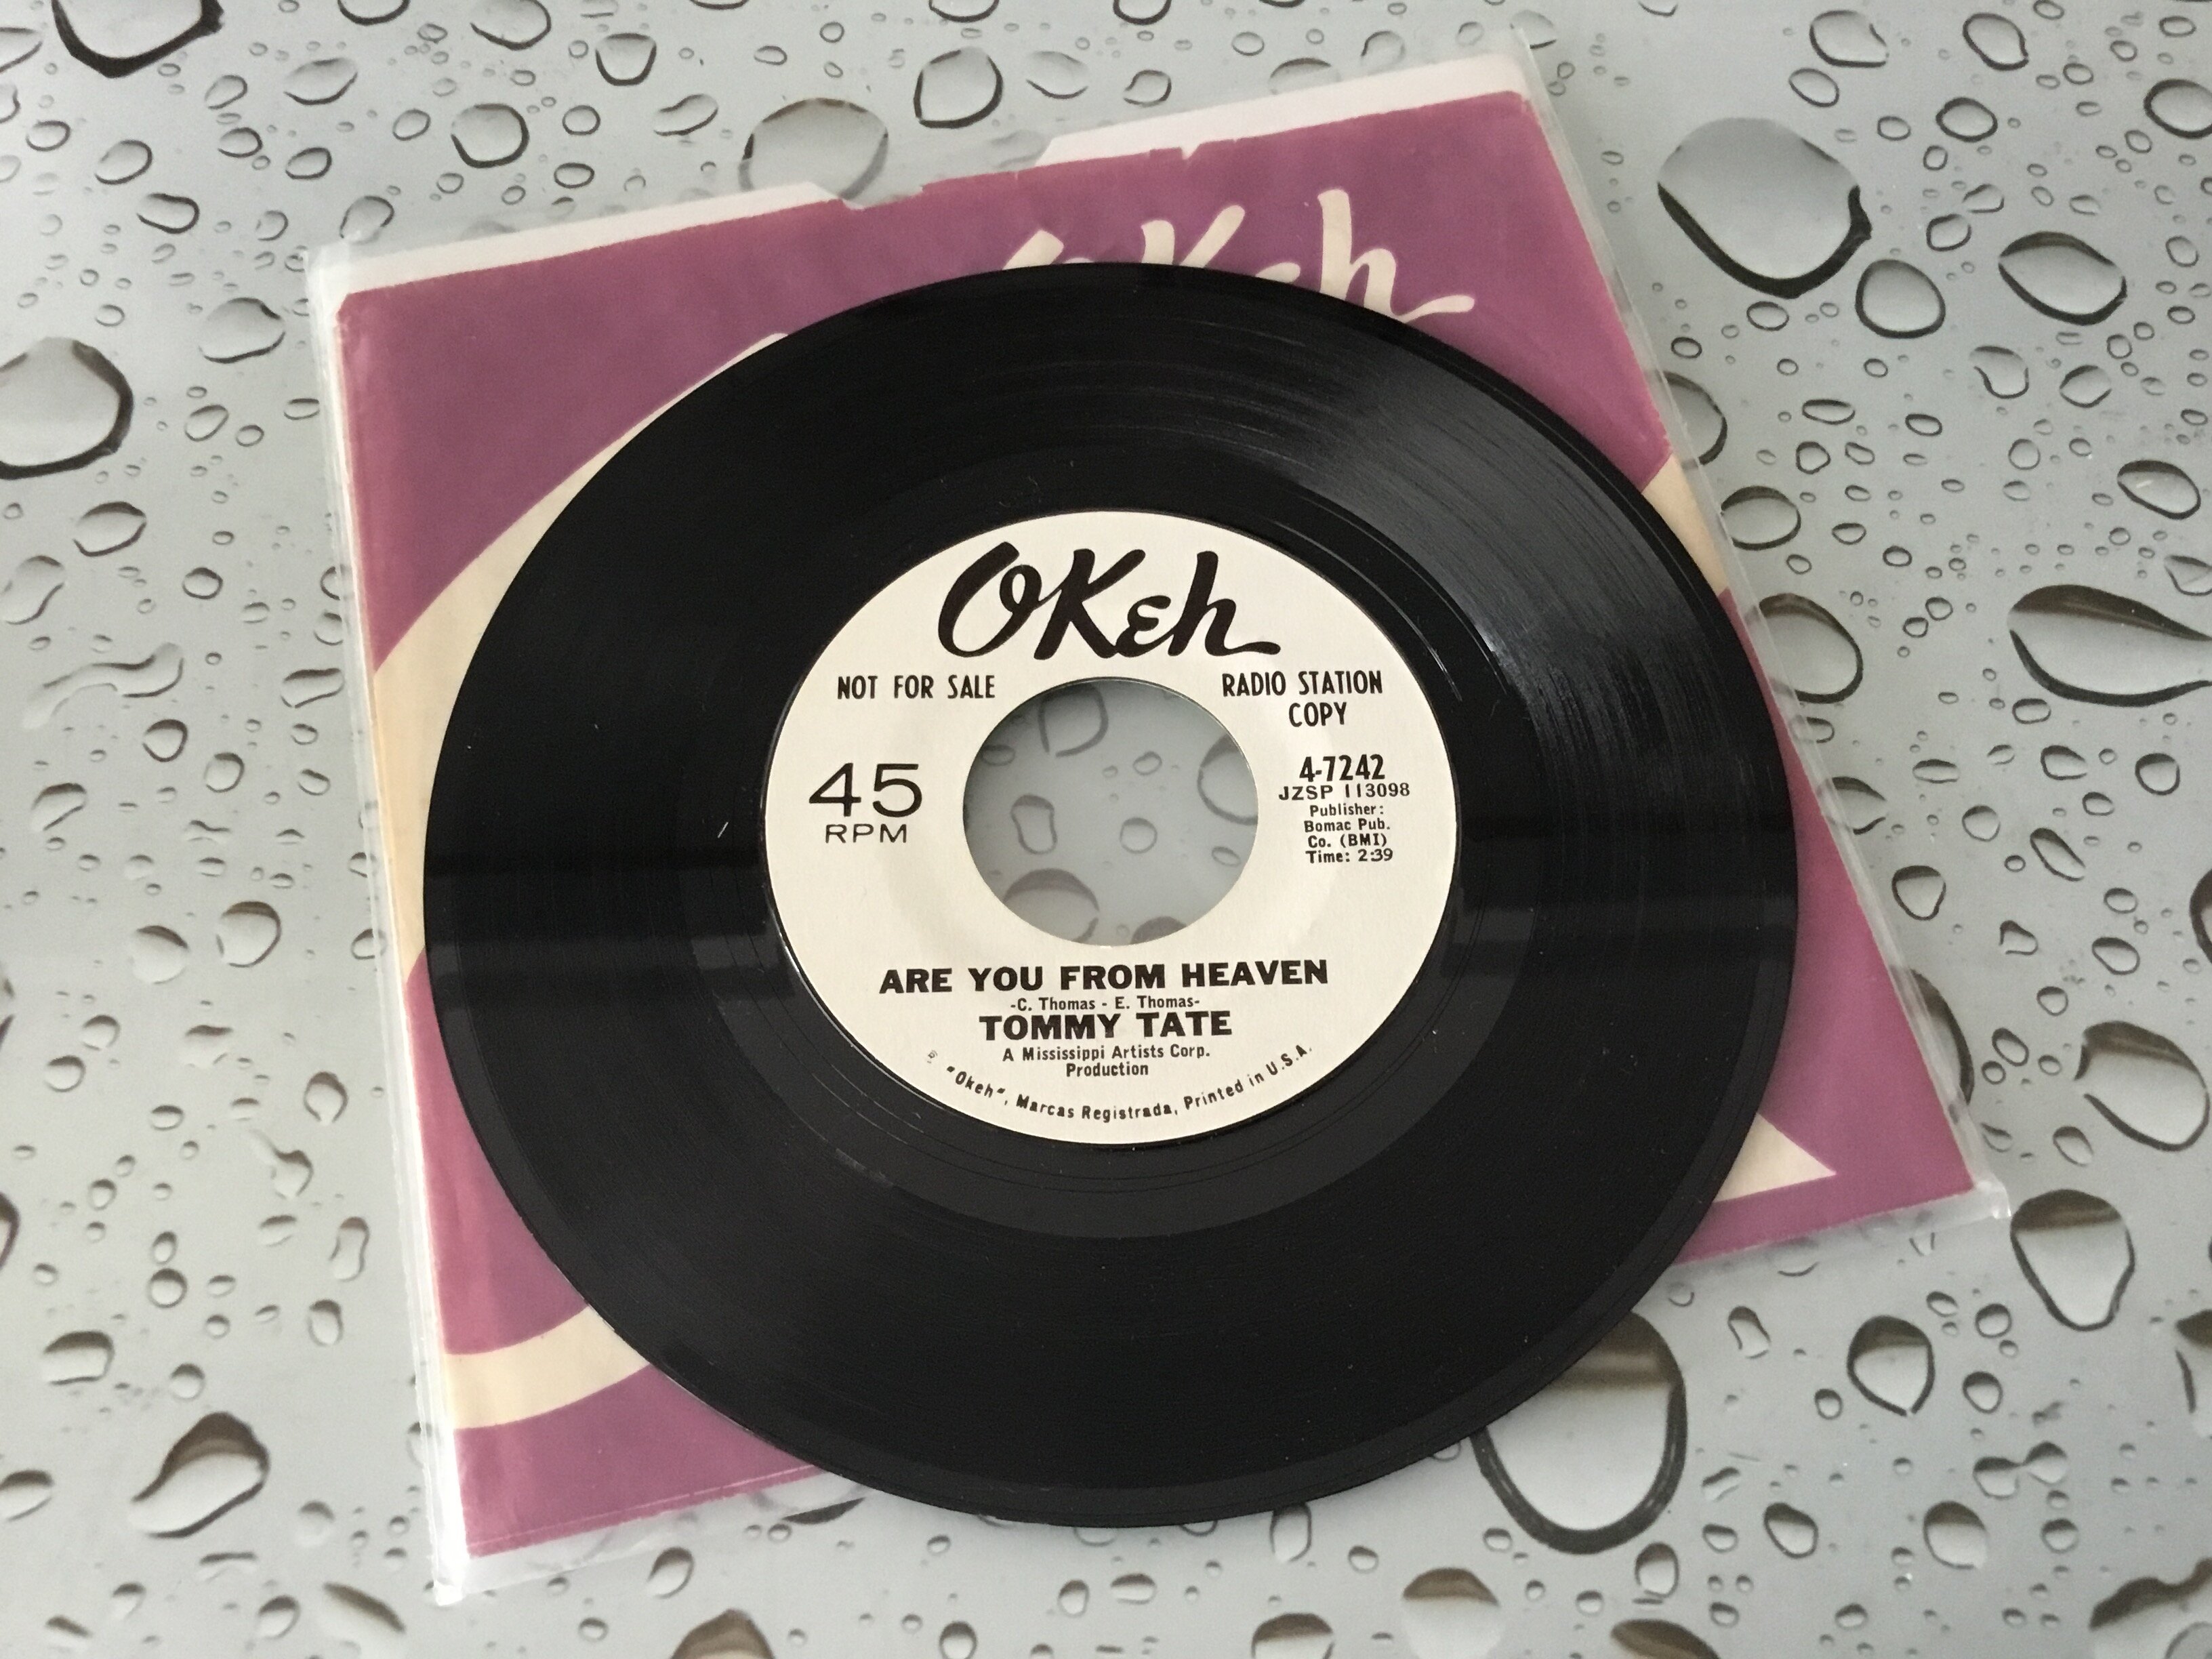 OKeh
OKeh
NOT FOR SALE
RADIO STATION
COPY
45
RPM
4-7242
JZSP 113098
Publisher:
Bomac Pub.
Co. (BMI)
Time: 2:39
ARE YOU FROM HEAVEN
-C. Thomas - E. Thomas-
TOMMY TATE
A Mississippi Artists Corp.
Production
"Okeh", Marcas Registrada, Printed in U.S.A.